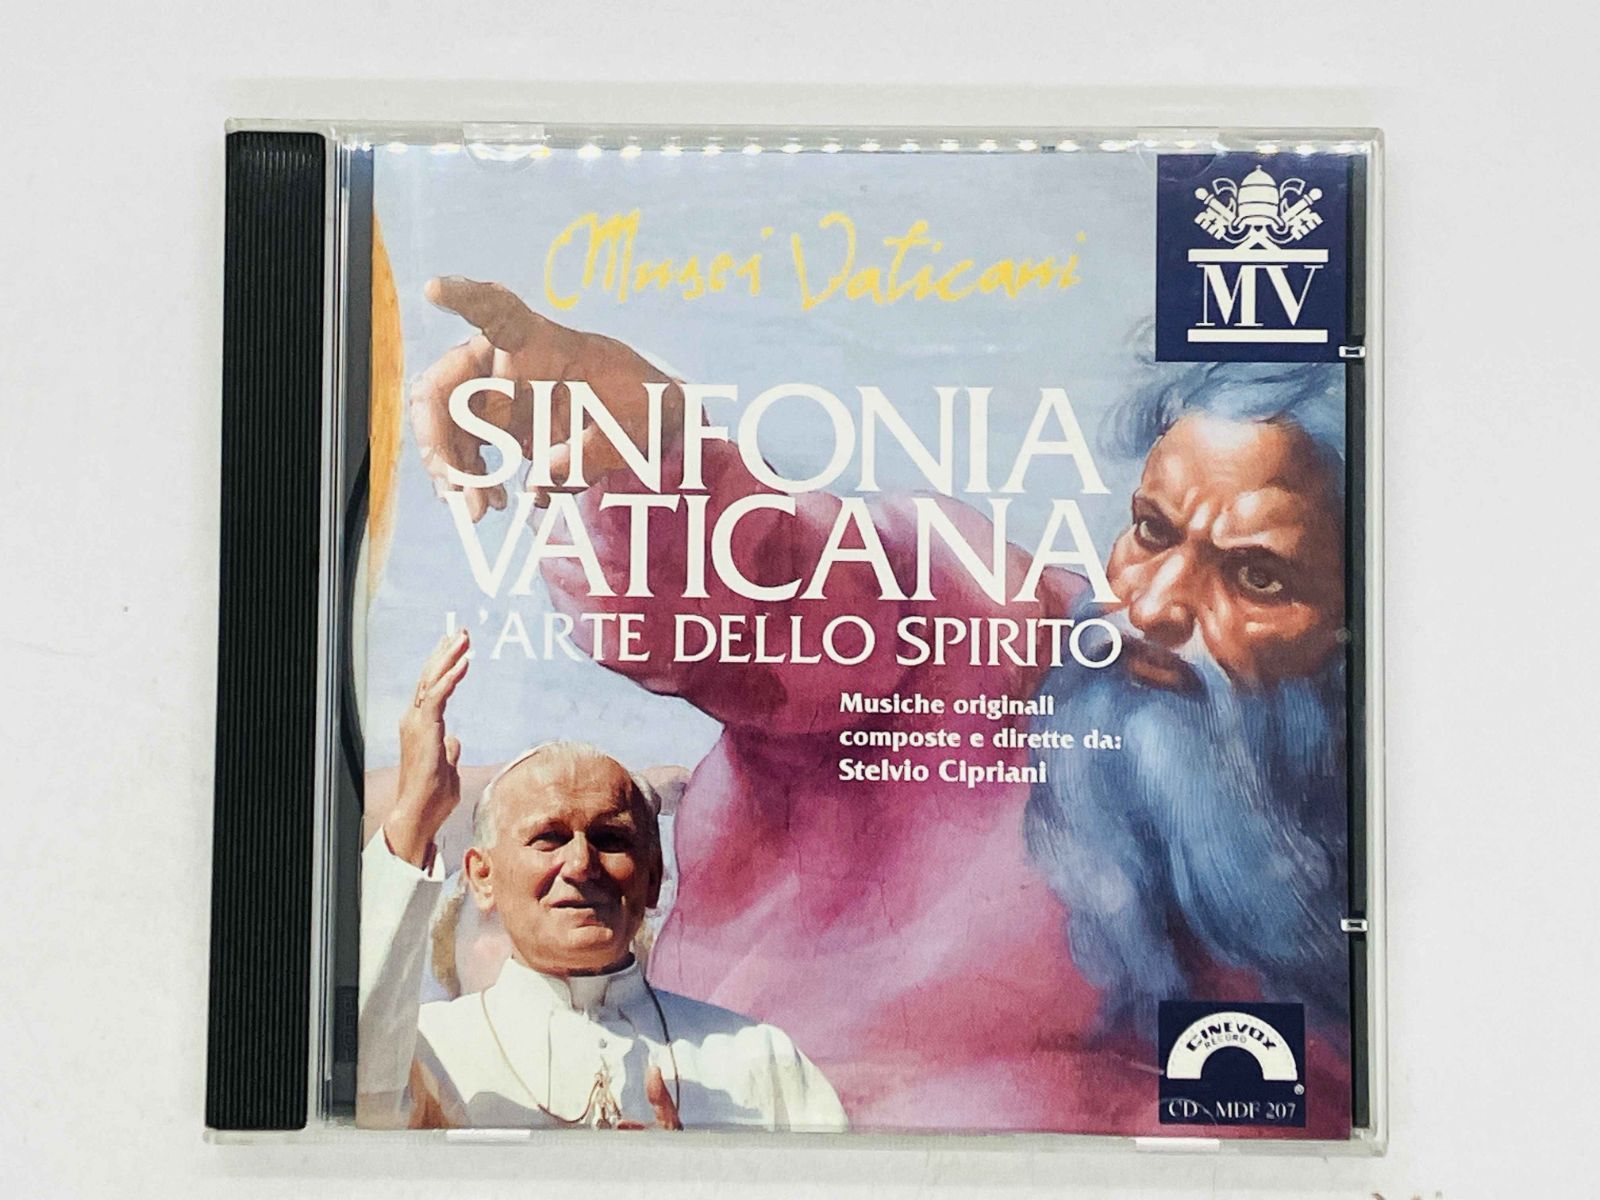 Musei Vaticani
MV
SINFONIA
VATICANA
L'ARTE DELLO SPIRITO
Musiche originali
composte e dirette da:
Stelvio Cipriani
CINEVOX
RECORD
®
CD - MDF 207